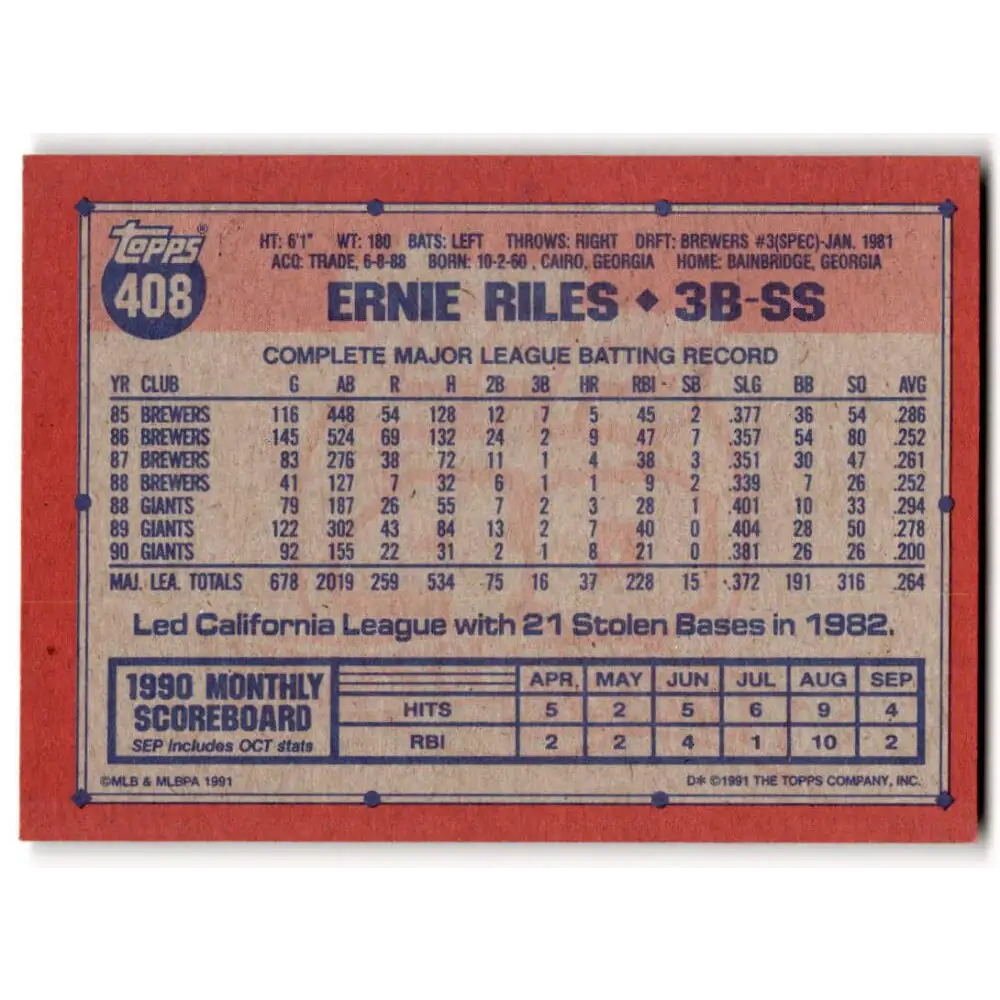 Topps®
408
HT: 6'1" WT: 180 BATS: LEFT THROWS: RIGHT DRFT: BREWERS #3(SPEC)-JAN. 1981
ACQ: TRADE, 6-8-88 BORN: 10-2-60 , CAIRO, GEORGIA HOME: BAINBRIDGE, GEORGIA
ERNIE RILES ◆ 3B-SS
COMPLETE MAJOR LEAGUE BATTING RECORD
YR CLUB G AB R H 2B 3B HR RBI SB SLG BB SO AVG
85 BREWERS 116 448 54 128 12 7 5 45 2 .377 36 54 .286
86 BREWERS 145 524 69 132 24 2 9 47 7 .357 54 80 .252
87 BREWERS 83 276 38 72 11 1 4 38 3 .351 30 47 .261
88 BREWERS 41 127 7 32 6 1 1 9 2 .339 7 26 .252
88 GIANTS 79 187 26 55 7 2 3 28 1 .401 10 33 .294
89 GIANTS 122 302 43 84 13 2 7 40 0 .404 28 50 .278
90 GIANTS 92 155 22 31 2 1 8 21 0 .381 26 26 .200
MAJ. LEA. TOTALS 678 2019 259 534 75 16 37 228 15 .372 191 316 .264
Led California League with 21 Stolen Bases in 1982.
1990 MONTHLY SCOREBOARD
SEP Includes OCT stats
APR. MAY JUN JUL AUG SEP
HITS 5 2 5 6 9 4
RBI 2 2 4 1 10 2
©MLB & MLBPA 1991 D* ©1991 THE TOPPS COMPANY, INC.